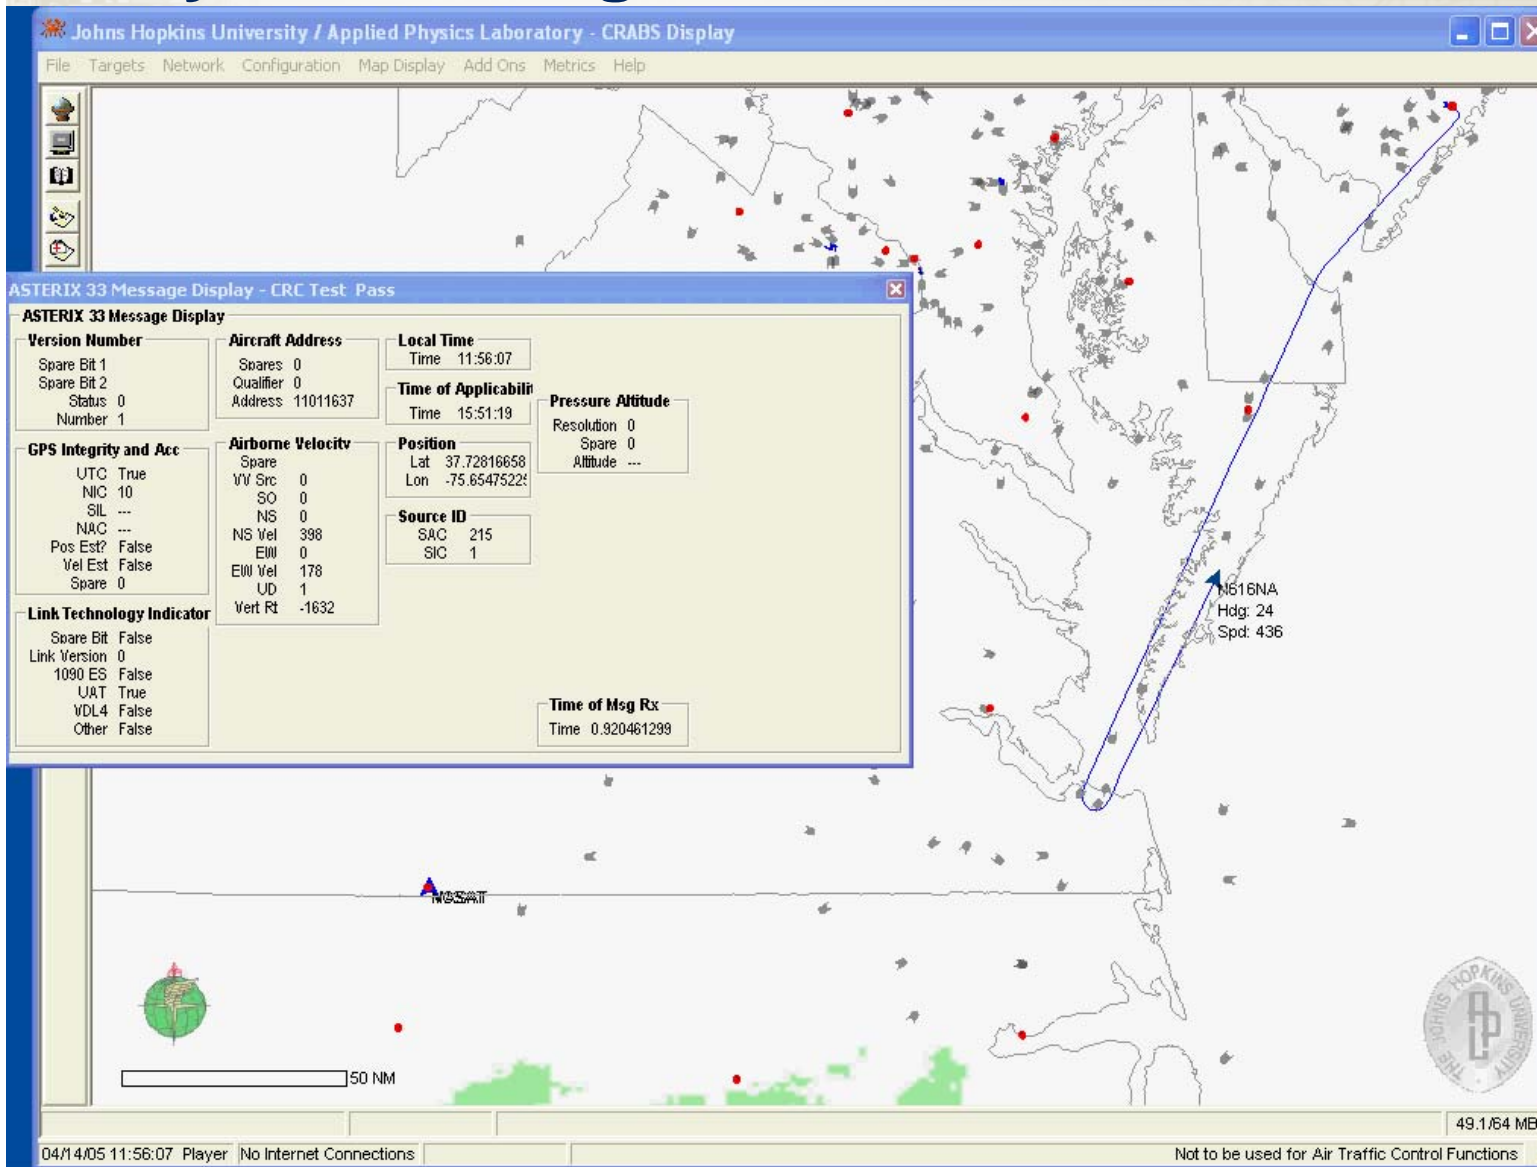 Johns Hopkins University / Applied Physics Laboratory - CRABS Display
File Targets Network Configuration Map Display Add Ons Metrics Help
ASTERIX 33 Message Display - CRC Test Pass
ASTERIX 33 Message Display
Version Number
Spare Bit 1
Spare Bit 2
Status 0
Number 1
GPS Integrity and Acc
UTC True
NIC 10
SIL ---
NAC ---
Pos Est? False
Vel Est False
Spare 0
Link Technology Indicator
Spare Bit False
Link Version 0
1090 ES False
UAT True
VDL4 False
Other False
Aircraft Address
Spares 0
Qualifier 0
Address 11011637
Airborne Velocity
Spare
VV Src 0
SO 0
NS 0
NS Vel 398
EW 0
EW Vel 178
UD 1
Vert Rt -1632
Local Time
Time 11:56:07
Time of Applicabilit
Time 15:51:19
Position
Lat 37.72816658
Lon -75.6547522
Source ID
SAC 215
SIC 1
Pressure Altitude
Resolution 0
Spare 0
Altitude ---
Time of Msg Rx
Time 0.920461299
N616NA
Hdg: 24
Spd: 436
50 NM
THE JOHNS HOPKINS UNIVERSITY
APL
49.1/64 MB
04/14/05 11:56:07 Player No Internet Connections Not to be used for Air Traffic Control Functions